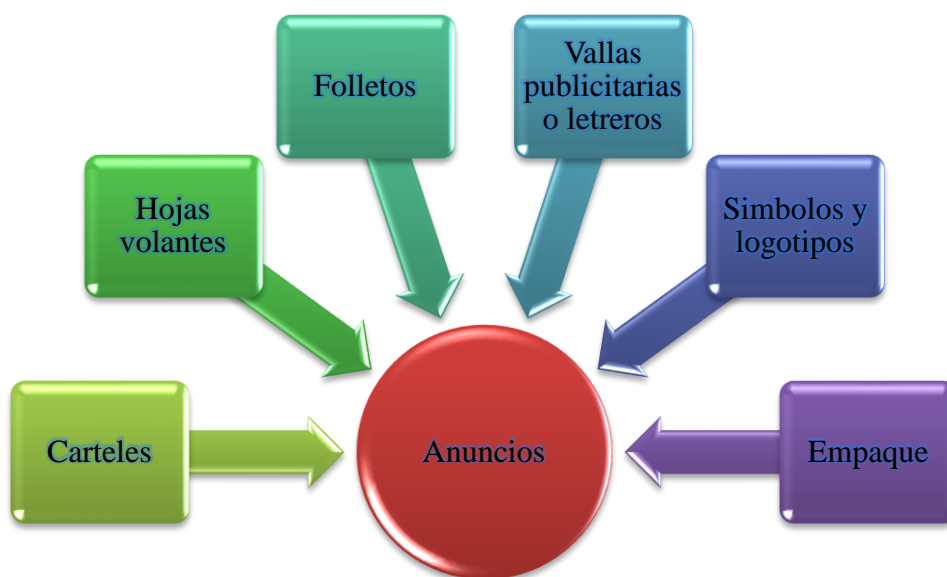 Folletos
Vallas
publicitarias
o letreros
Hojas
volantes
Simbolos y
logotipos
Carteles
Anuncios
Empaque